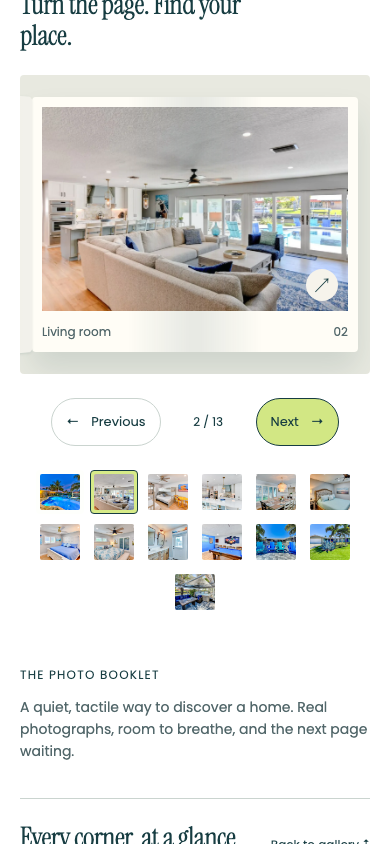 Turn the page. Find your
place.
Living room
02
← Previous
2 / 13
Next →
THE PHOTO BOOKLET
A quiet, tactile way to discover a home. Real
photographs, room to breathe, and the next page
waiting.
Every corner, at a glance
Back to gallery ↑